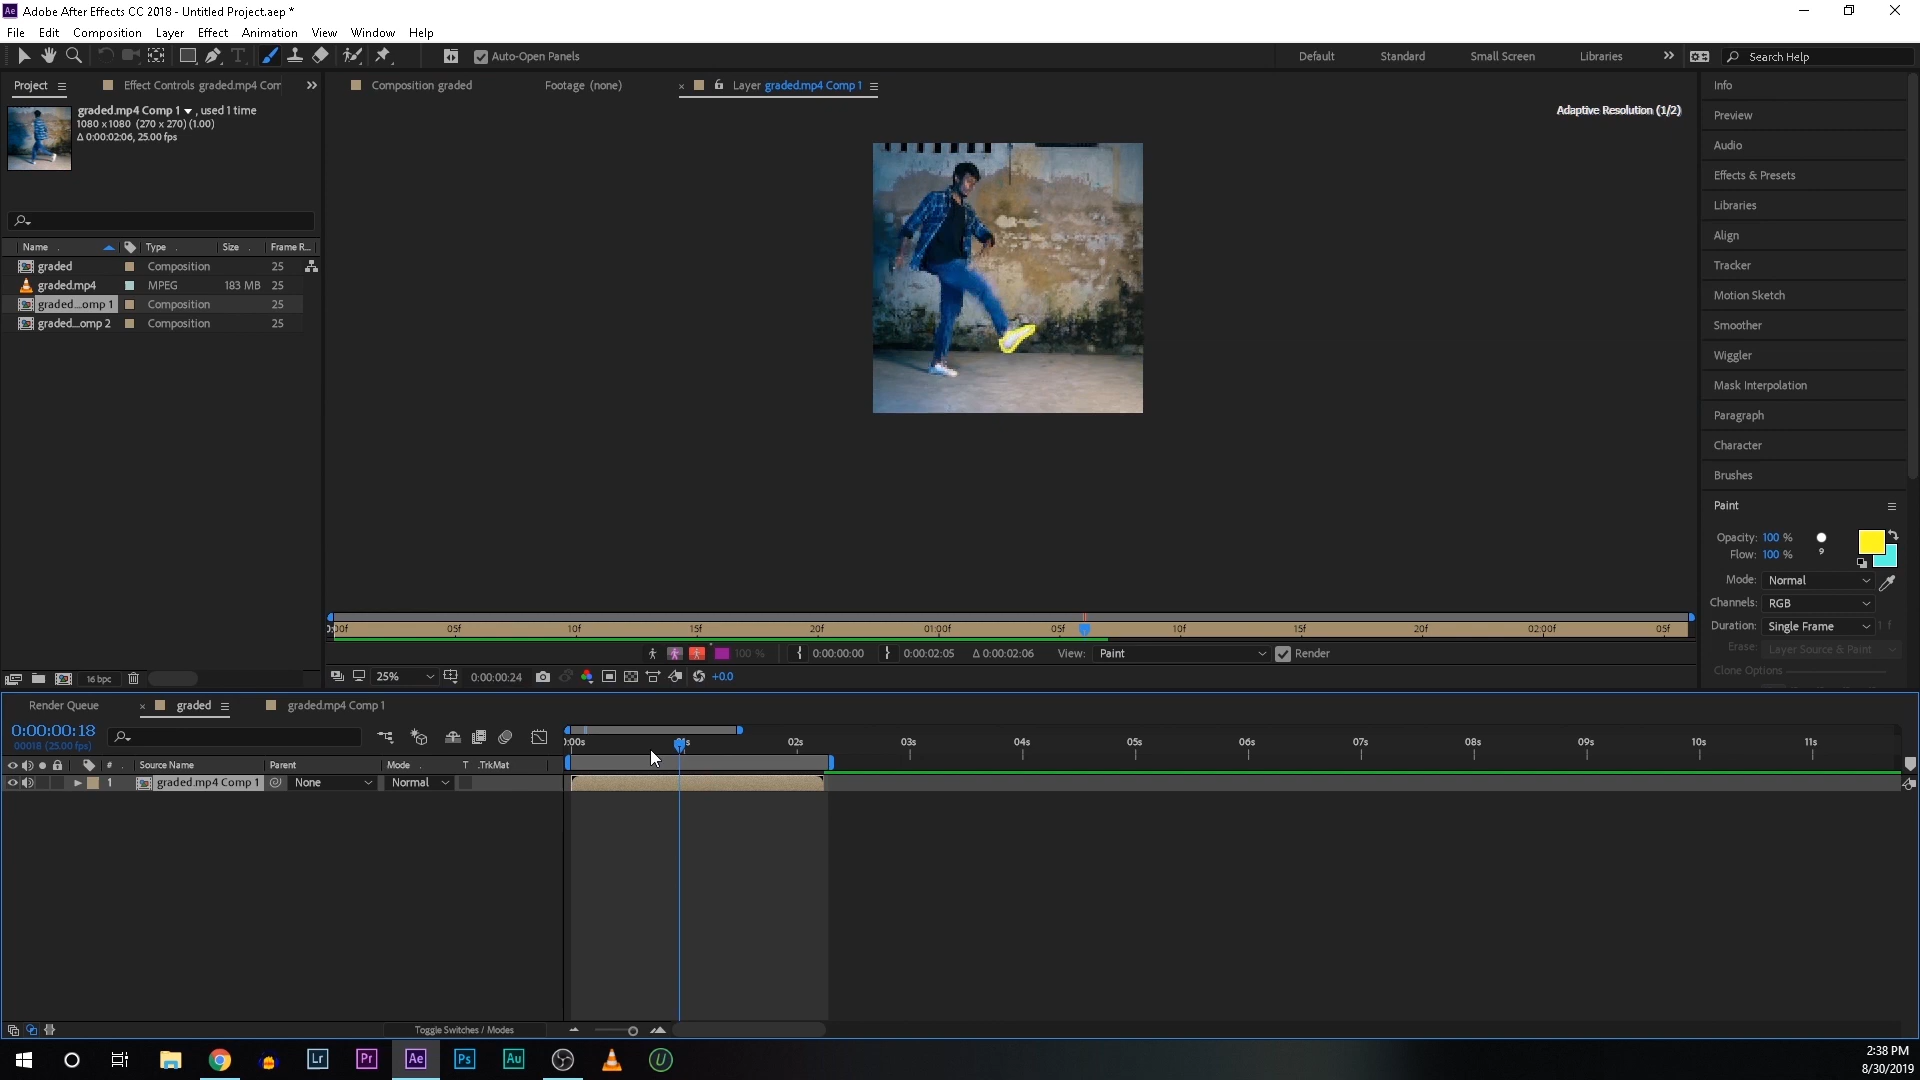 Ae Adobe After Effects CC 2018 - Untitled Project.aep *
File Edit Composition Layer Effect Animation View Window Help
Auto-Open Panels Default Standard Small Screen Libraries Search Help
Project Effect Controls graded.mp4 Com
graded.mp4 Comp 1 , used 1 time
1080 x 1080 (270 x 270) (1.00)
Δ 0:00:02:06, 25.00 fps
Name Type Size Frame R...
graded Composition 25
graded.mp4 MPEG 183 MB 25
graded...omp 1 Composition 25
graded...omp 2 Composition 25
16 bpc
Composition graded Footage (none) Layer graded.mp4 Comp 1
Adaptive Resolution (1/2)
05f 10f 15f 20f 01:00f 05f 10f 15f 20f 02:00f 05f
100 % 0:00:00:00 0:00:02:05 Δ 0:00:02:06 View: Paint Render
25% 0:00:00:24 +0.0
Info
Preview
Audio
Effects & Presets
Libraries
Align
Tracker
Motion Sketch
Smoother
Wiggler
Mask Interpolation
Paragraph
Character
Brushes
Paint
Opacity: 100 %
Flow: 100 % 9
Mode: Normal
Channels: RGB
Duration: Single Frame 1 f
Erase: Layer Source & Paint
Clone Options
Render Queue graded graded.mp4 Comp 1
0:00:00:18
00018 (25.00 fps)
02s 03s 04s 05s 06s 07s 08s 09s 10s 11s
# Source Name Parent Mode T .TrkMat
1 graded.mp4 Comp 1 None Normal
Toggle Switches / Modes
Lr Pr Ae Ps Au
2:38 PM
8/30/2019